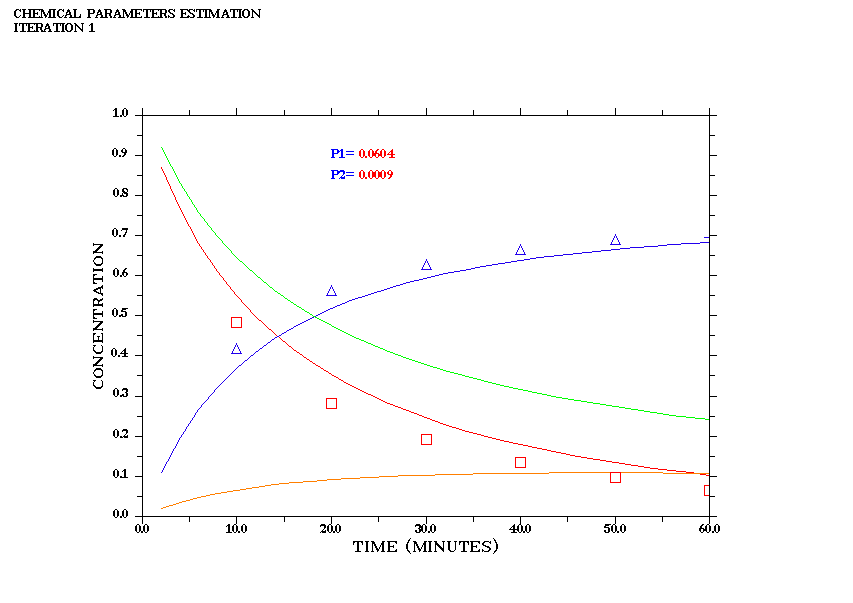 CHEMICAL PARAMETERS ESTIMATION
ITERATION 1
P1= 0.0604
P2= 0.0009
CONCENTRATION
1.0
0.9
0.8
0.7
0.6
0.5
0.4
0.3
0.2
0.1
0.0
0.0 10.0 20.0 30.0 40.0 50.0 60.0
TIME (MINUTES)